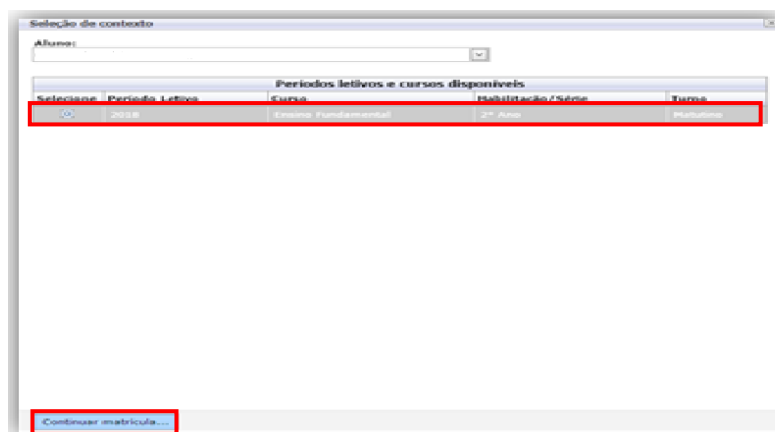 Seleção de contexto
Aluno:
Períodos letivos e cursos disponíveis
Selecione Período Letivo Curso Habilitação/Série Turno
2018 Ensino Fundamental 2º Ano Matutino
Continuar matrícula...